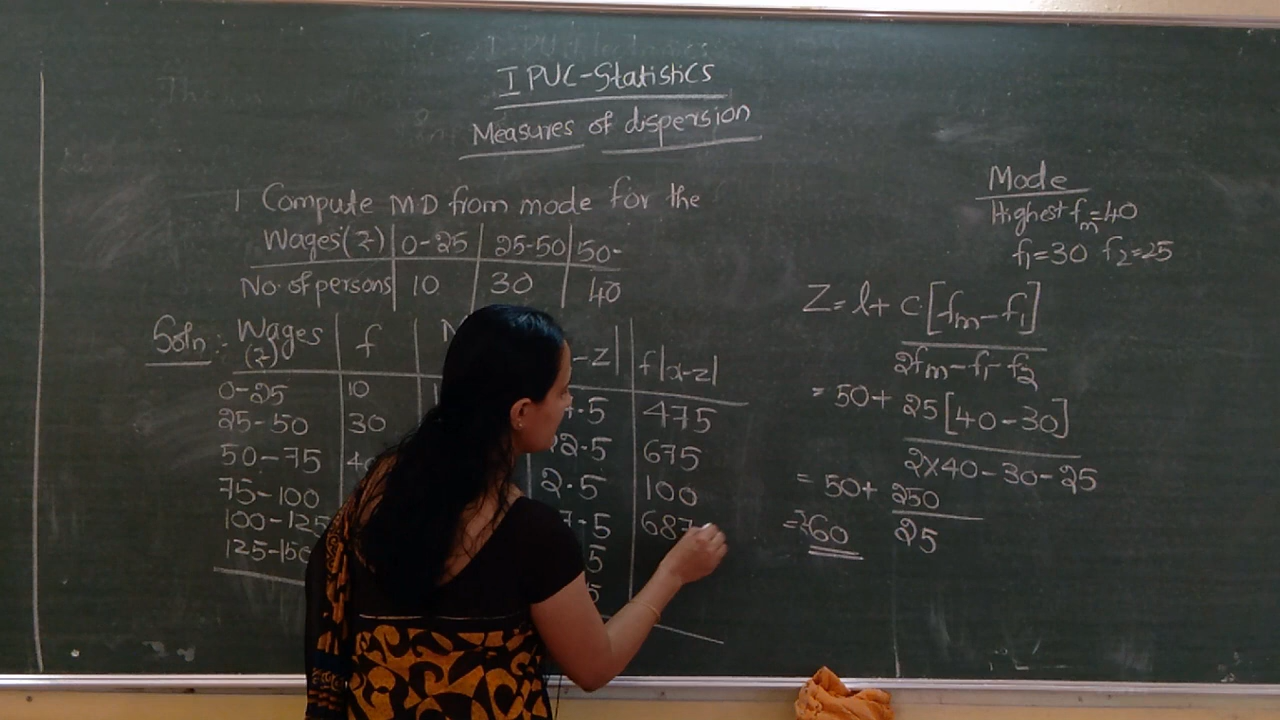 I PUC-Statistics
Measures of dispersion
1 Compute MD from mode for the
Wages(₹) 0-25 25-50 50-
No. of persons 10 30 40
Soln:- Wages (₹) f -Z| f|x-z|
0-25 10 .5 475
25-50 30 22.5 675
50-75 2.5 100
75-100 7.5 687
100-125 5
125-150 5
Mode
Highest fm=40
f1=30 f2=25
Z = l + c[fm-f1]
2fm-f1-f2
= 50+ 25[40-30]
2×40-30-25
= 50+ 250
25
=₹60